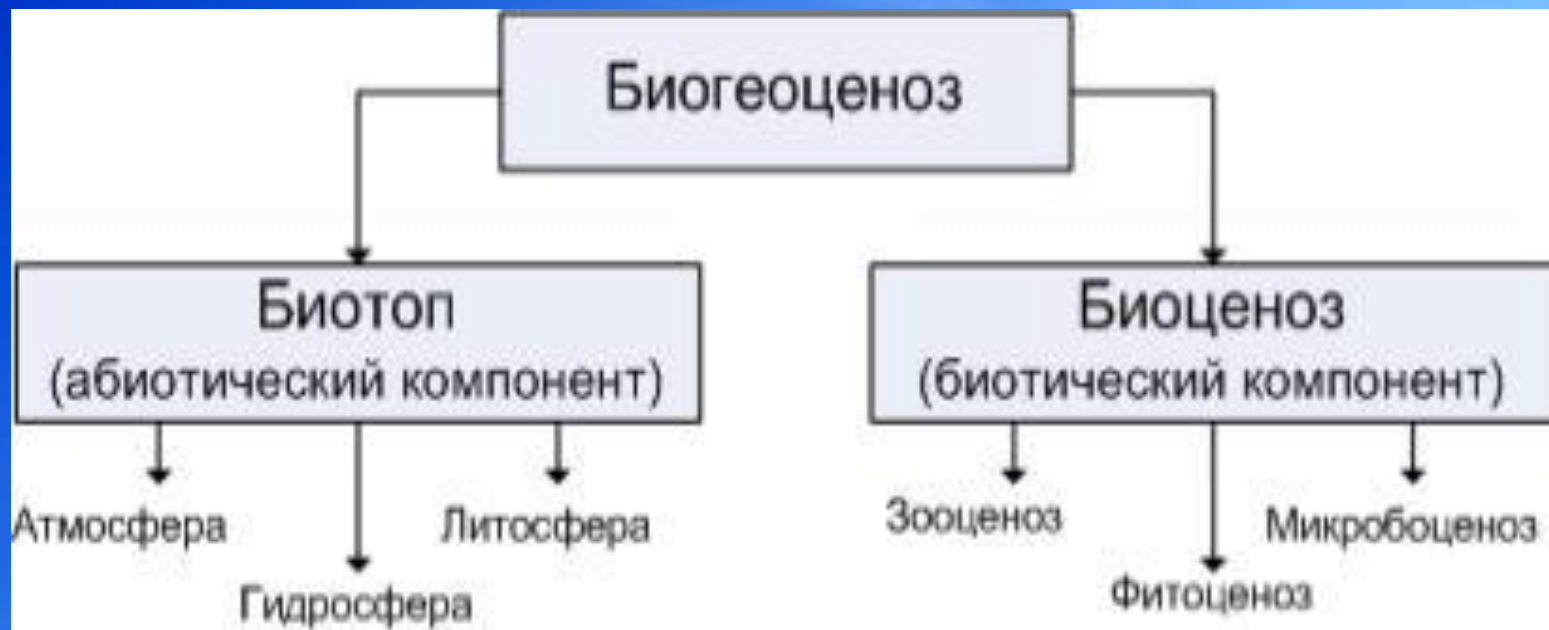 Биогеоценоз
Биотоп
(абиотический компонент)
Атмосфера
Гидросфера
Литосфера
Биоценоз
(биотический компонент)
Зооценоз
Фитоценоз
Микробоценоз